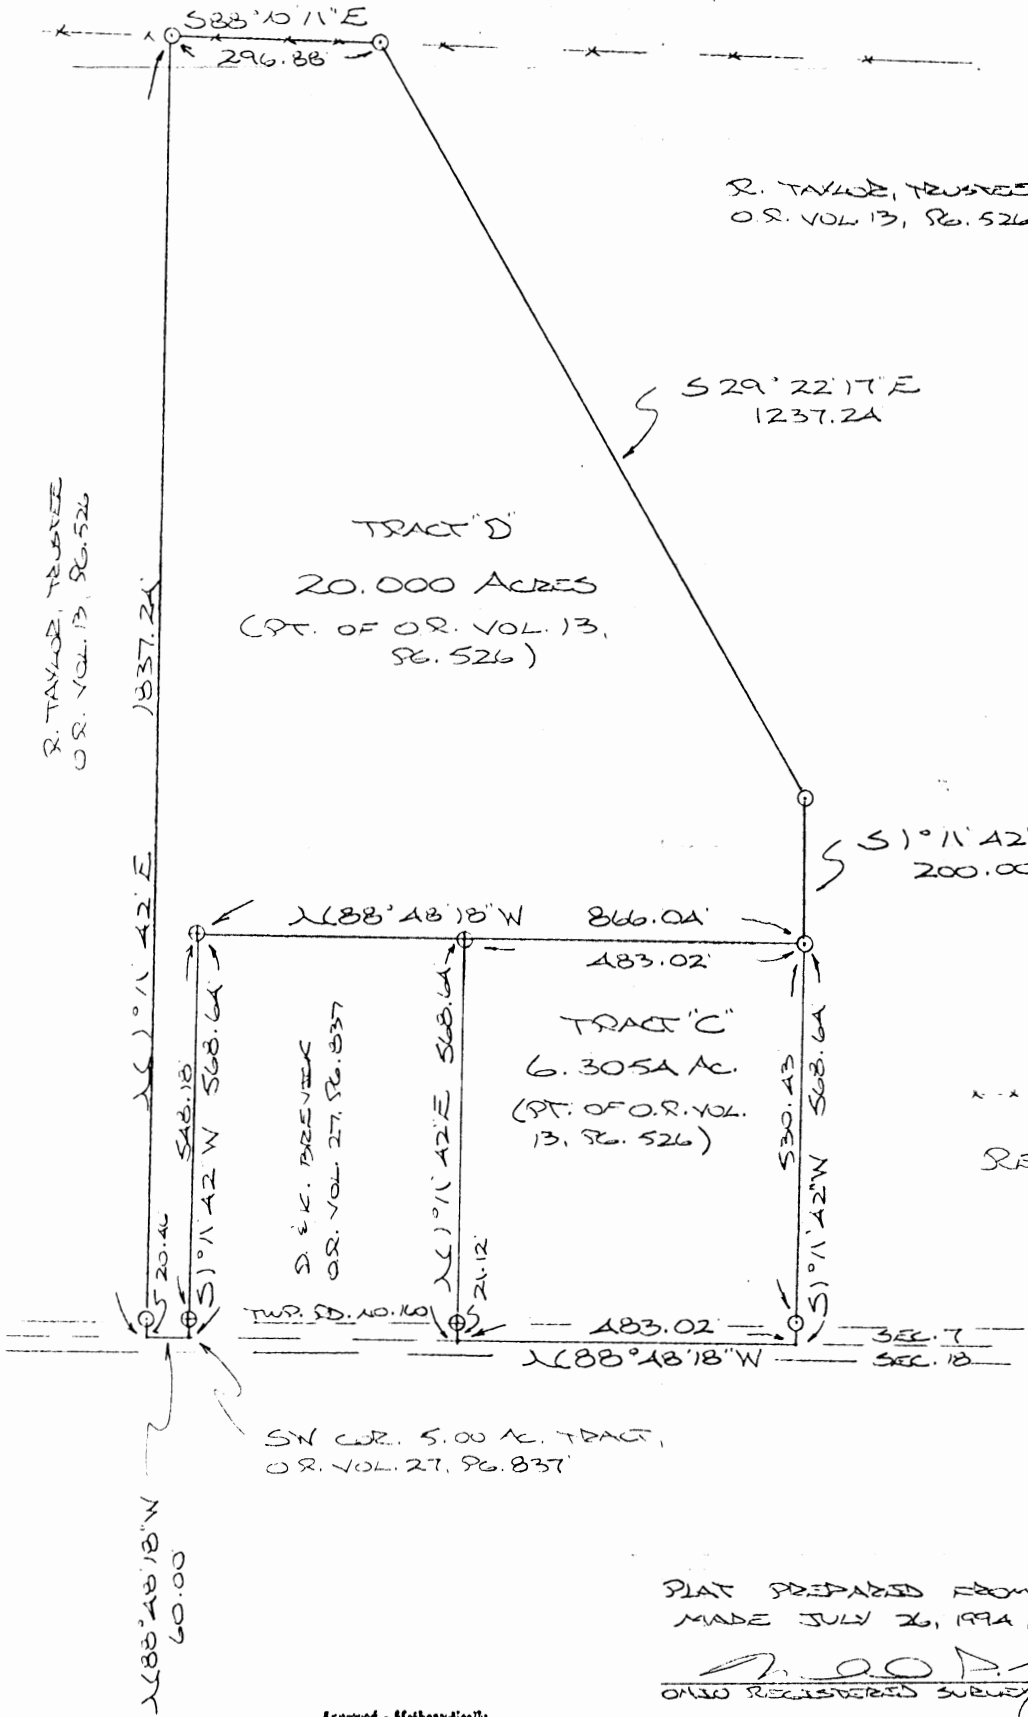 S88°10'11"E
296.88'
R. TAYLOR, TRUSTEE
O.R. VOL 13, PG. 526
S29°22'17"E
1237.24
R. TAYLOR, TRUSTEE
O.R. VOL. 13, PG. 526
TRACT "D"
20.000 ACRES
(PT. OF O.R. VOL. 13,
PG. 526)
N1°11'42"E 1837.24'
S1°11'42"
200.00
N88°48'18"W 866.04'
483.02'
TRACT "C"
6.3054 AC.
(PT. OF O.R. VOL.
13, PG. 526)
548.18'
S1°11'42"W 568.64'
D. & K. BREVICK
O.R. VOL. 27, PG. 837
N1°11'42"E 568.64'
530.43'
S1°11'42"W 568.64'
20.46
21.12'
TWP. RD. NO. 160
483.02'
SEC. 7
N88°48'18"W
SEC. 18
SW COR. 5.00 AC. TRACT,
O.R. VOL. 27, PG. 837
N88°48'18"W
60.00'
PLAT PREPARED FROM
MADE JULY 26, 1994
OHIO REGISTERED SURVEY